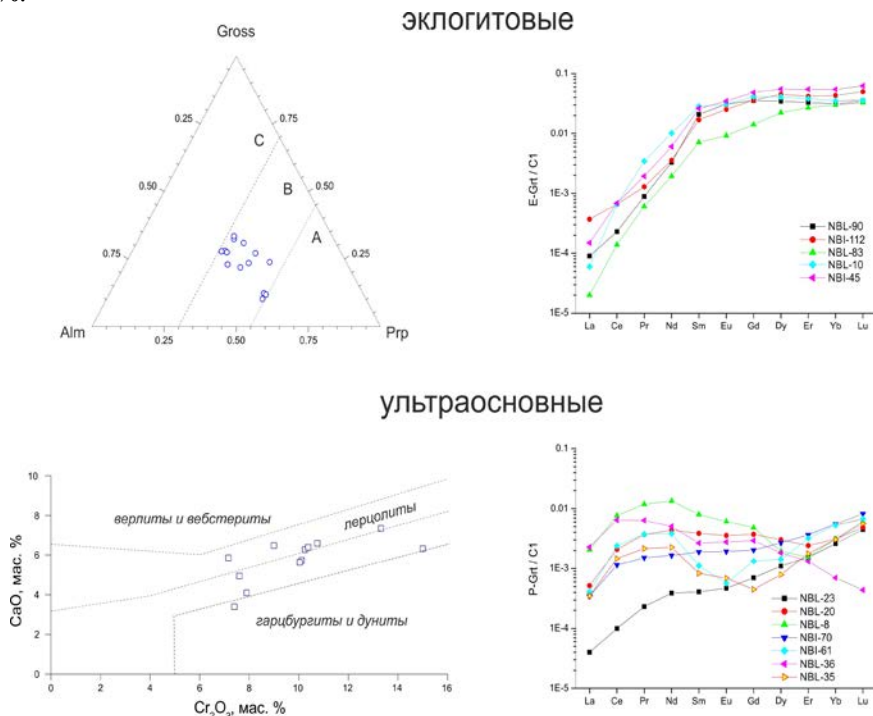 эклогитовые
Gross
0.25
0.75
C
0.50
B
0.50
A
0.75
0.25
Alm
Prp
0.25
0.50
0.75
E-Grt / C1
0.1
0.01
1E-3
1E-4
1E-5
NBL-90
NBI-112
NBL-83
NBL-10
NBI-45
La Ce Pr Nd Sm Eu Gd Dy Er Yb Lu
ультраосновные
CaO, мас. %
10
8
6
4
2
0
верлиты и вебстериты
лерцолиты
гарцбургиты и дуниты
0 2 4 6 8 10 12 14 16
Cr2O3, мас. %
P-Grt / C1
0.1
0.01
1E-3
1E-4
1E-5
NBL-23
NBL-20
NBL-8
NBI-70
NBI-61
NBL-36
NBL-35
La Ce Pr Nd Sm Eu Gd Dy Er Yb Lu